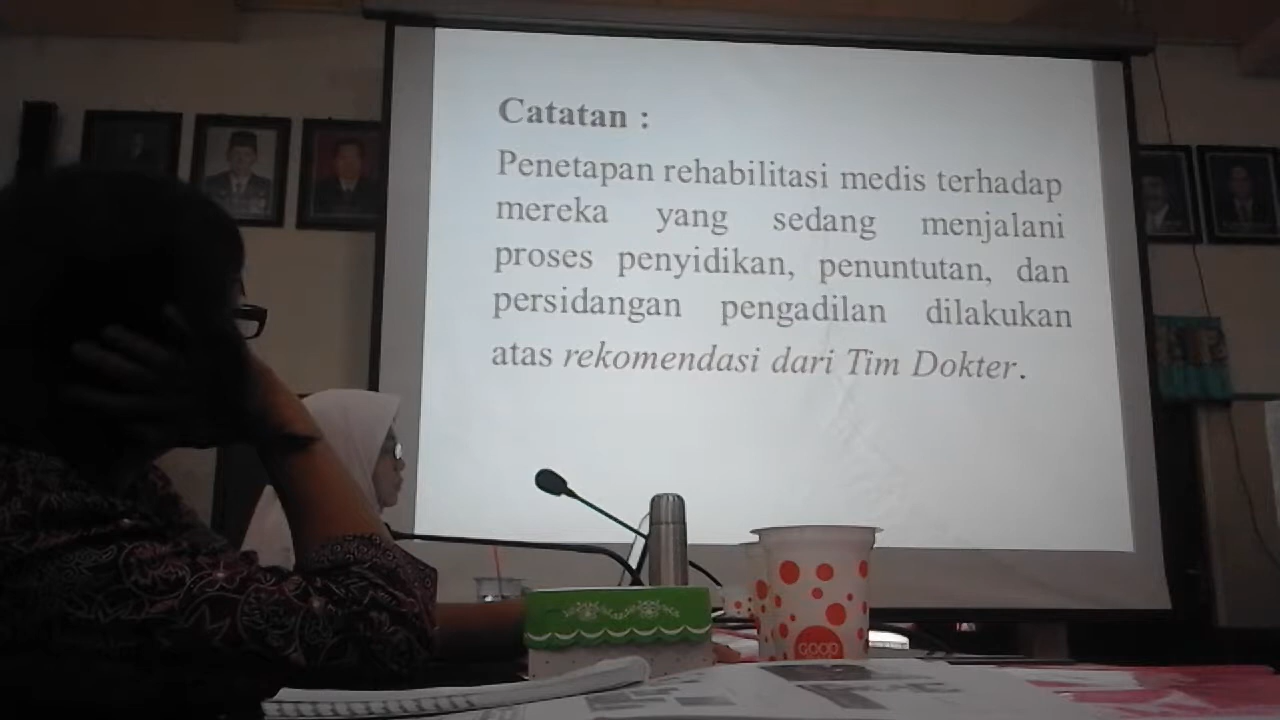 Catatan :
Penetapan rehabilitasi medis terhadap
mereka yang sedang menjalani
proses penyidikan, penuntutan, dan
persidangan pengadilan dilakukan
atas rekomendasi dari Tim Dokter.
GOOD